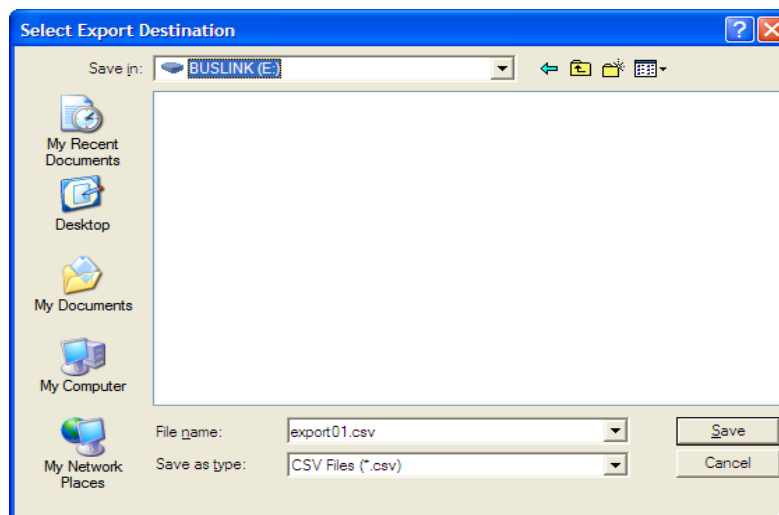 Select Export Destination
Save in:
BUSLINK (E:)
My Recent
Documents
Desktop
My Documents
My Computer
My Network
Places
File name:
export01.csv
Save
Save as type:
CSV Files (*.csv)
Cancel